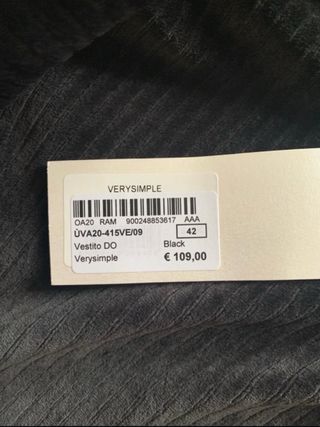 VERYSIMPLE
OA20 RAM 900248853617 AAA
ÙVA20-415VE/09 42
Vestito DO Black
Verysimple € 109,00